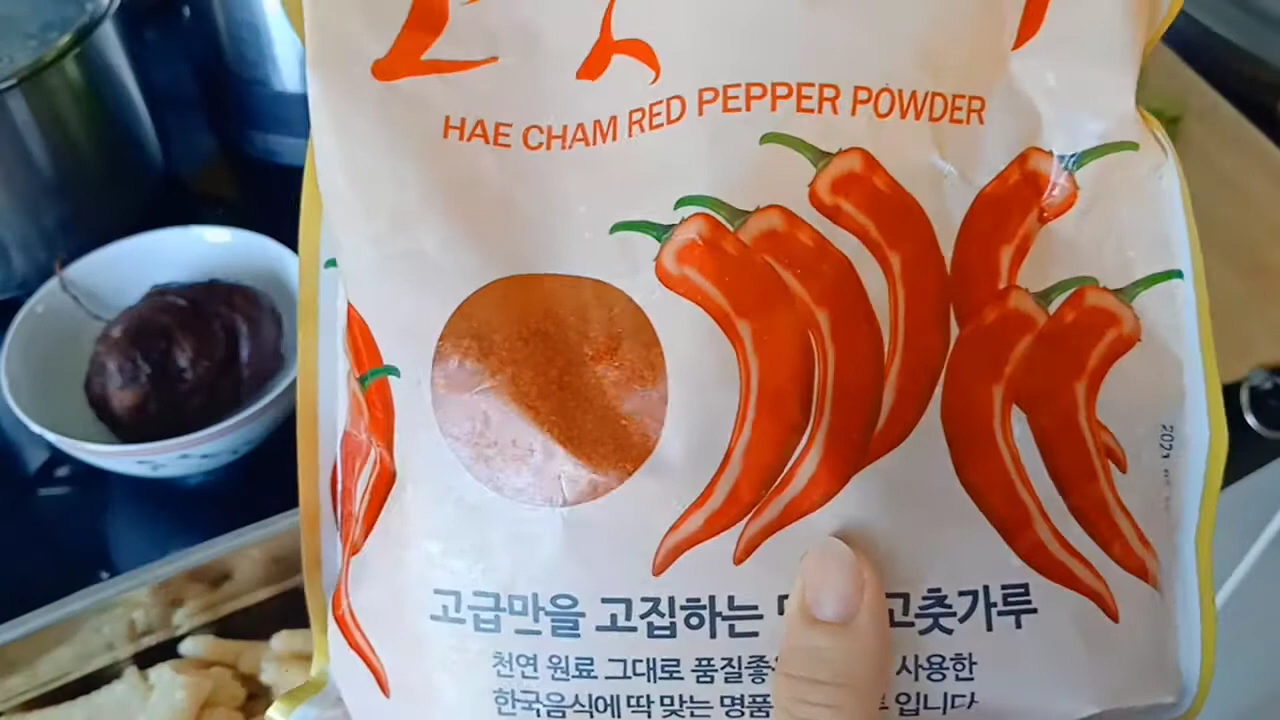 HAE CHAM RED PEPPER POWDER
고급만을 고집하는 고춧가루
천연 원료 그대로 품질좋 사용한
한국음식에 딱 맞는 명품 입니다